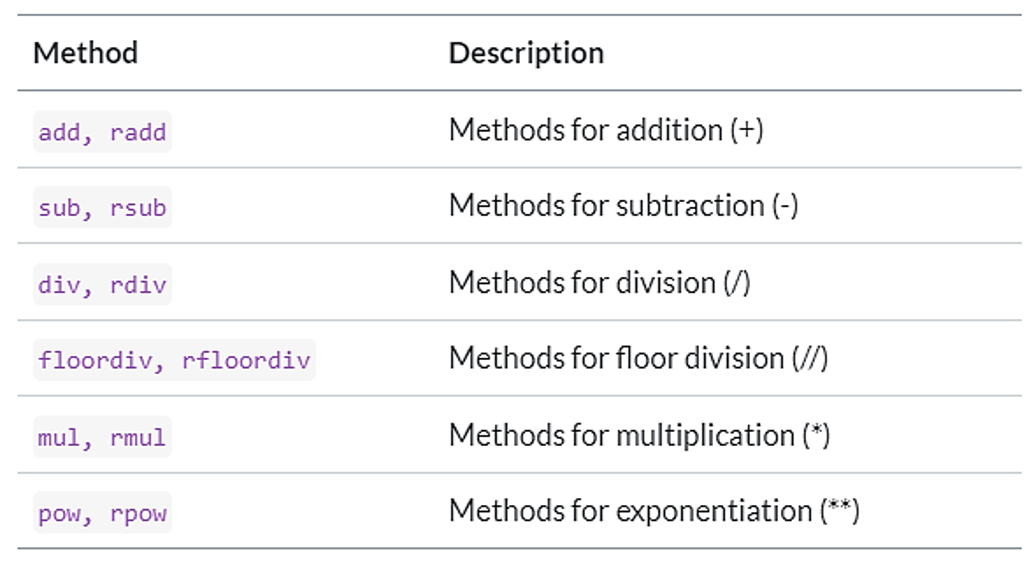 Method Description
add, radd Methods for addition (+)
sub, rsub Methods for subtraction (-)
div, rdiv Methods for division (/)
floordiv, rfloordiv Methods for floor division (//)
mul, rmul Methods for multiplication (*)
pow, rpow Methods for exponentiation (**)